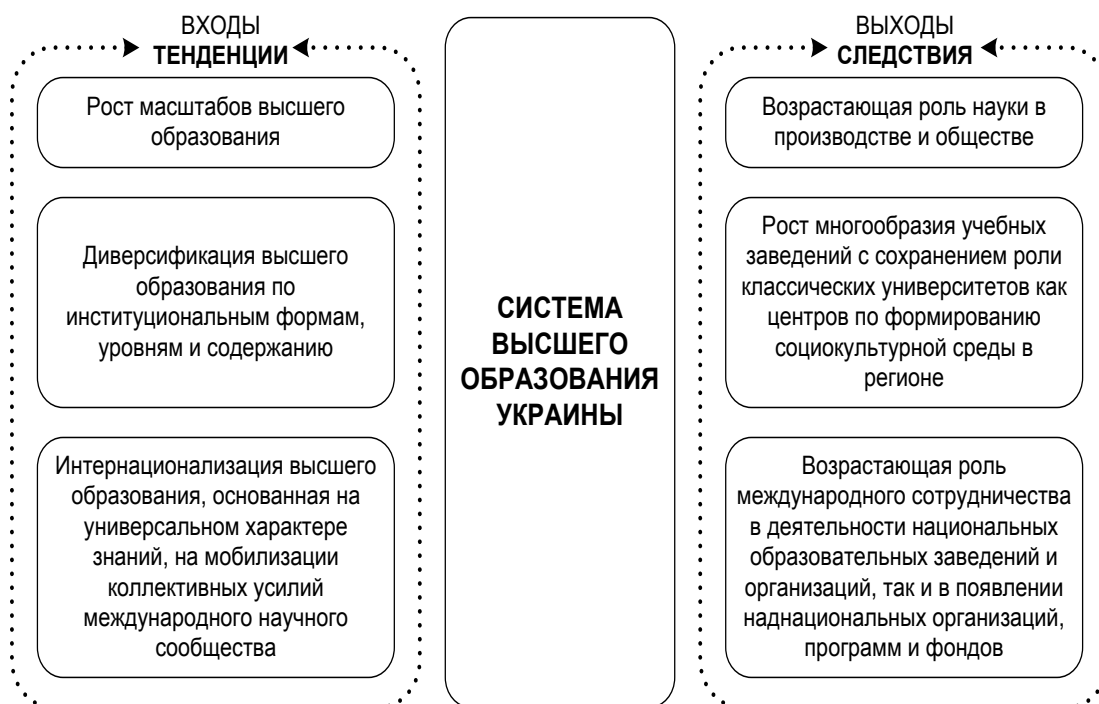 ВХОДЫ
ТЕНДЕНЦИИ
Рост масштабов высшего
образования
Диверсификация высшего
образования по
институциональным формам,
уровням и содержанию
Интернационализация высшего
образования, основанная на
универсальном характере
знаний, на мобилизации
коллективных усилий
международного научного
сообщества
СИСТЕМА
ВЫСШЕГО
ОБРАЗОВАНИЯ
УКРАИНЫ
ВЫХОДЫ
СЛЕДСТВИЯ
Возрастающая роль науки в
производстве и обществе
Рост многообразия учебных
заведений с сохранением роли
классических университетов как
центров по формированию
социокультурной среды в
регионе
Возрастающая роль
международного сотрудничества
в деятельности национальных
образовательных заведений и
организаций, так и в появлении
наднациональных организаций,
программ и фондов